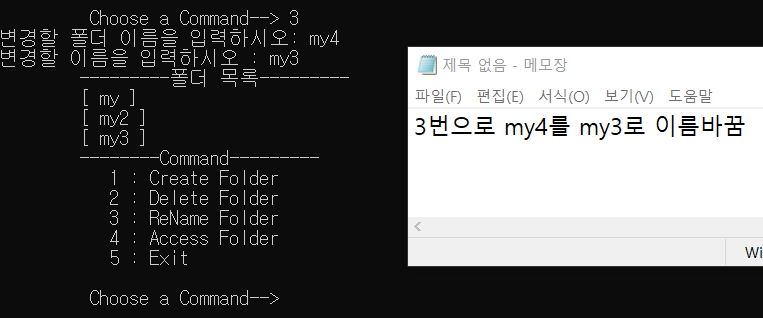 Choose a Command--> 3
변경할 폴더 이름을 입력하시오: my4
변경할 이름을 입력하시오 : my3
---------폴더 목록---------
[ my ]
[ my2 ]
[ my3 ]
--------Command---------
1 : Create Folder
2 : Delete Folder
3 : ReName Folder
4 : Access Folder
5 : Exit
Choose a Command-->
제목 없음 - 메모장
파일(F) 편집(E) 서식(O) 보기(V) 도움말
3번으로 my4를 my3로 이름바꿈
Wi